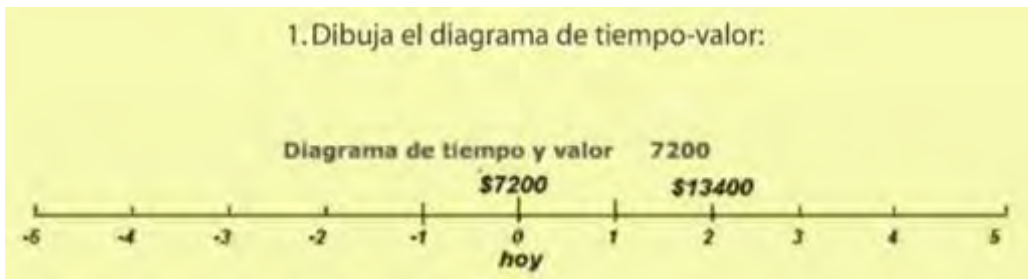 1. Dibuja el diagrama de tiempo-valor:
Diagrama de tiempo y valor 7200
$7200 $13400
-5 -4 -3 -2 -1 0 1 2 3 4 5
hoy